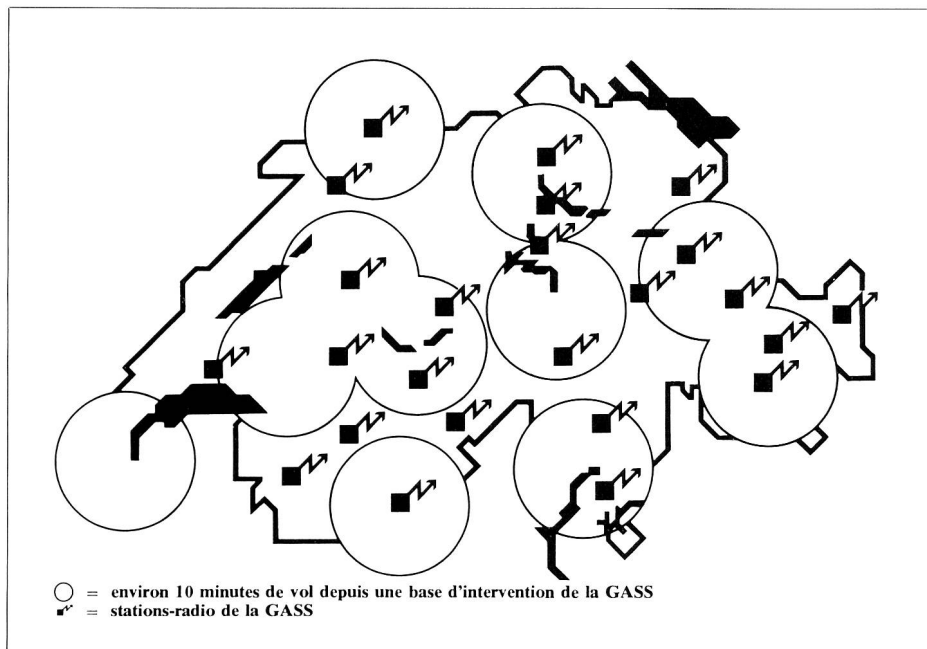 = environ 10 minutes de vol depuis une base d'intervention de la GASS
= stations-radio de la GASS